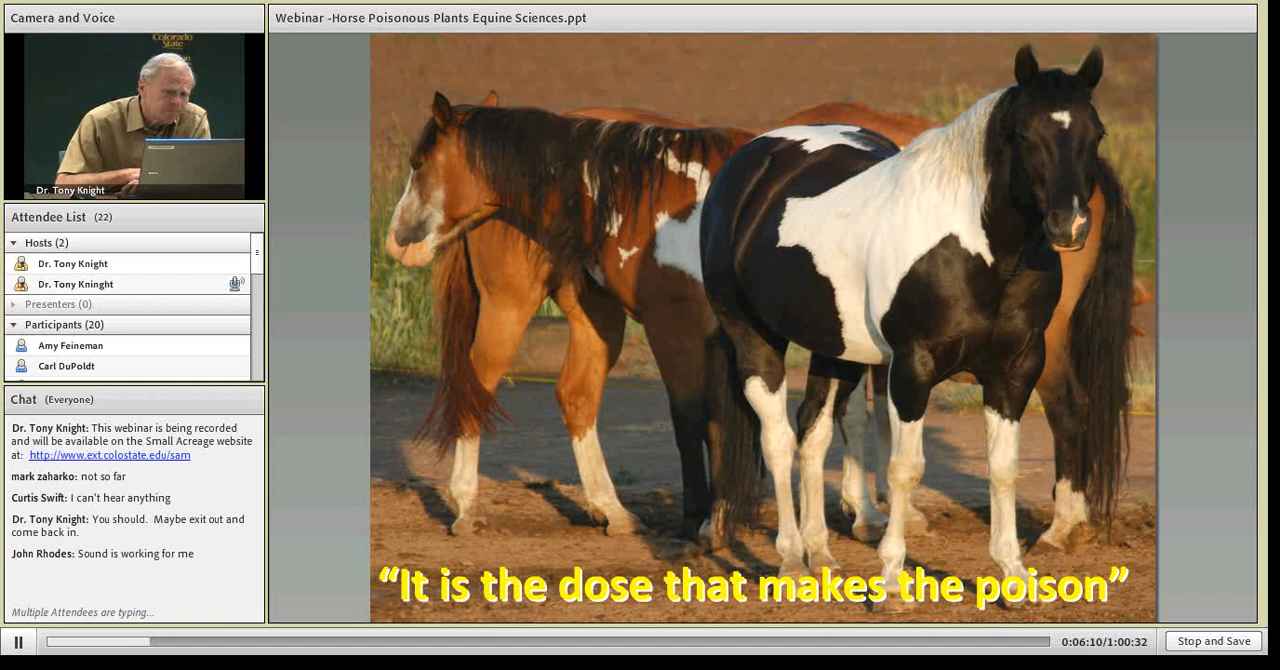 Camera and Voice
Colorado
State
Dr. Tony Knight
Attendee List (22)
Hosts (2)
Dr. Tony Knight
Dr. Tony Kninght
Presenters (0)
Participants (20)
Amy Feineman
Carl DuPoldt
Chat (Everyone)
Dr. Tony Knight: This webinar is being recorded
and will be available on the Small Acreage website
at: http://www.ext.colostate.edu/sam
mark zaharko: not so far
Curtis Swift: I can't hear anything
Dr. Tony Knight: You should. Maybe exit out and
come back in.
John Rhodes: Sound is working for me
Multiple Attendees are typing...
Webinar -Horse Poisonous Plants Equine Sciences.ppt
“It is the dose that makes the poison”
0:06:10/1:00:32
Stop and Save